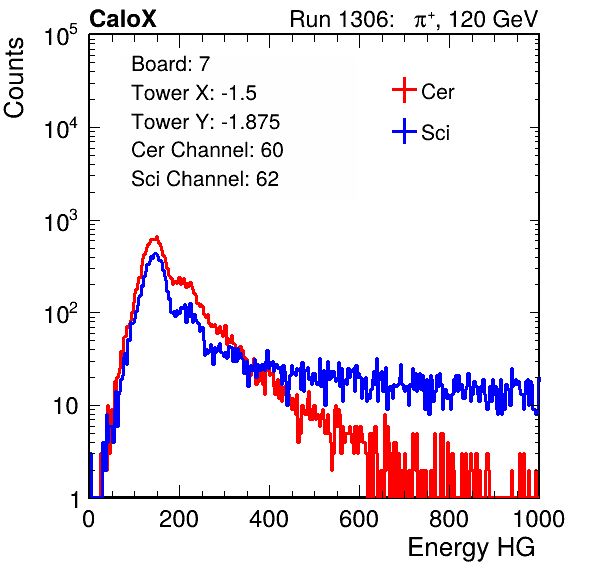 CaloX Run 1306: π⁺, 120 GeV
Counts
10⁵
10⁴
10³
10²
10
1
Board: 7
Tower X: -1.5
Tower Y: -1.875
Cer Channel: 60
Sci Channel: 62
Cer
Sci
0 200 400 600 800 1000
Energy HG